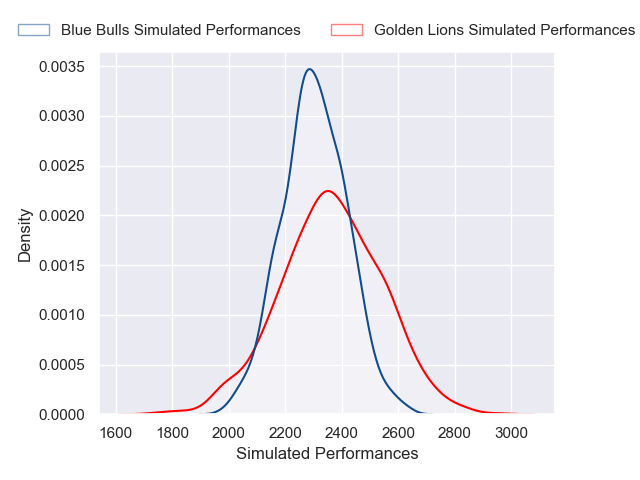 Blue Bulls Simulated Performances Golden Lions Simulated Performances
0.0035
0.0030
0.0025
0.0020
0.0015
0.0010
0.0005
0.0000
Density
1600 1800 2000 2200 2400 2600 2800 3000
Simulated Performances